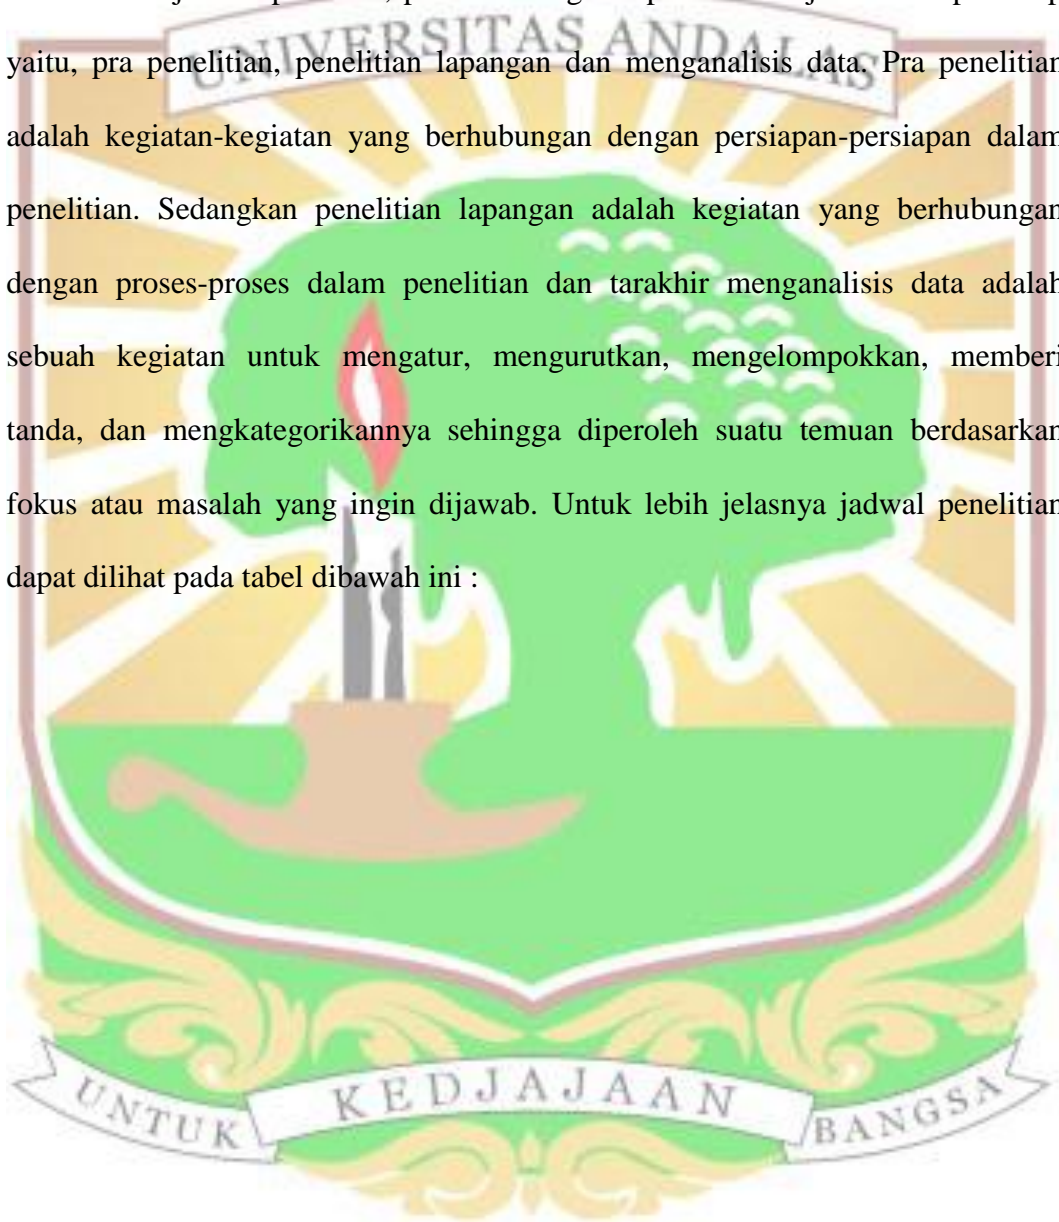 UNIVERSITAS ANDALAS
yaitu, pra penelitian, penelitian lapangan dan menganalisis data. Pra penelitian
adalah kegiatan-kegiatan yang berhubungan dengan persiapan-persiapan dalam
penelitian. Sedangkan penelitian lapangan adalah kegiatan yang berhubungan
dengan proses-proses dalam penelitian dan tarakhir menganalisis data adalah
sebuah kegiatan untuk mengatur, mengurutkan, mengelompokkan, memberi
tanda, dan mengkategorikannya sehingga diperoleh suatu temuan berdasarkan
fokus atau masalah yang ingin dijawab. Untuk lebih jelasnya jadwal penelitian
dapat dilihat pada tabel dibawah ini :
UNTUK KEDJAJAAN BANGSA